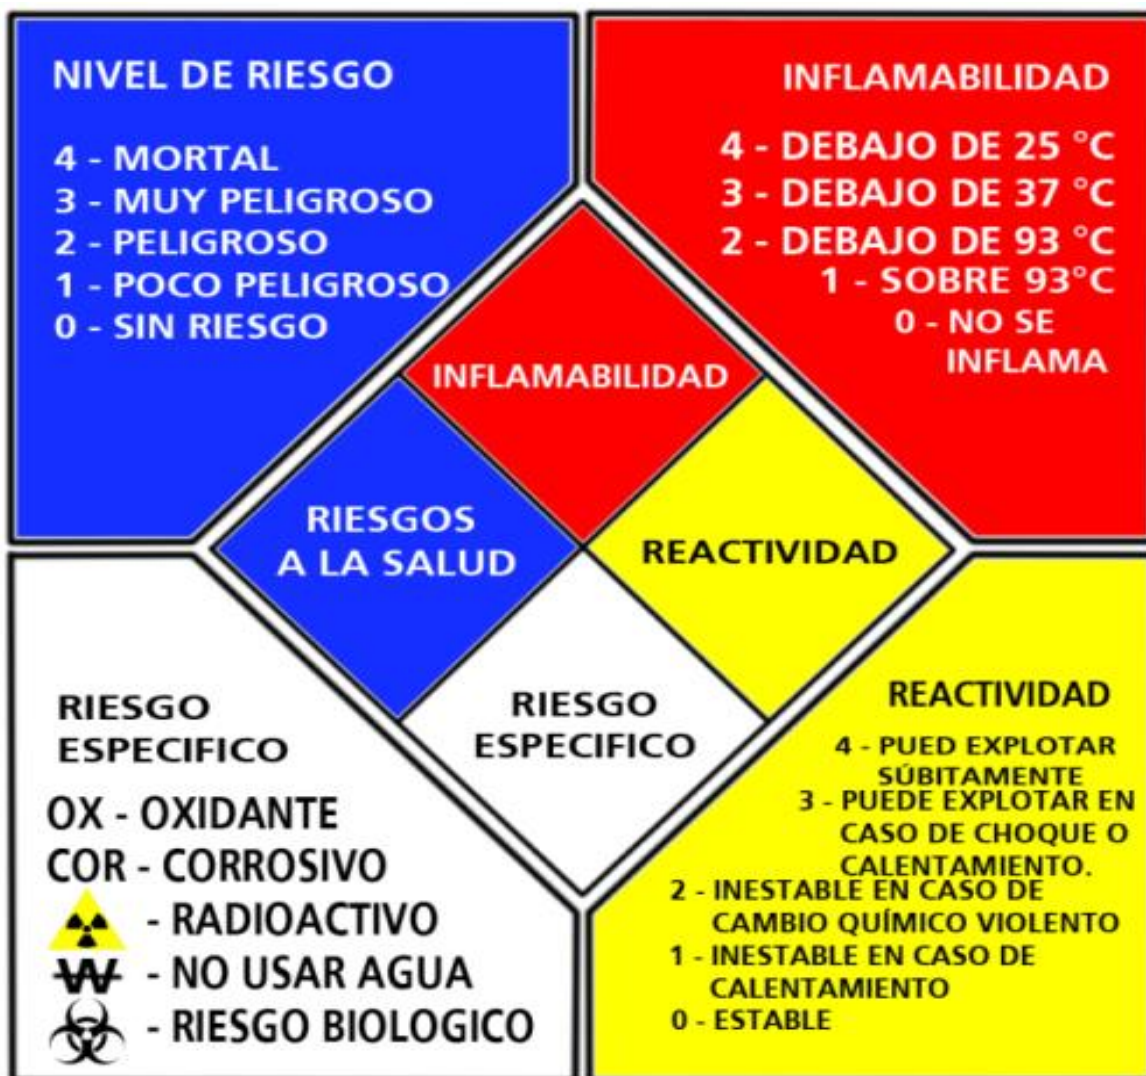 NIVEL DE RIESGO
4 - MORTAL
3 - MUY PELIGROSO
2 - PELIGROSO
1 - POCO PELIGROSO
0 - SIN RIESGO
INFLAMABILIDAD
4 - DEBAJO DE 25 °C
3 - DEBAJO DE 37 °C
2 - DEBAJO DE 93 °C
1 - SOBRE 93°C
0 - NO SE
INFLAMA
INFLAMABILIDAD
RIESGOS
A LA SALUD
REACTIVIDAD
RIESGO
ESPECIFICO
RIESGO
ESPECIFICO
OX - OXIDANTE
COR - CORROSIVO
- RADIOACTIVO
W - NO USAR AGUA
- RIESGO BIOLOGICO
REACTIVIDAD
4 - PUED EXPLOTAR
SÚBITAMENTE
3 - PUEDE EXPLOTAR EN
CASO DE CHOQUE O
CALENTAMIENTO.
2 - INESTABLE EN CASO DE
CAMBIO QUÍMICO VIOLENTO
1 - INESTABLE EN CASO DE
CALENTAMIENTO
0 - ESTABLE